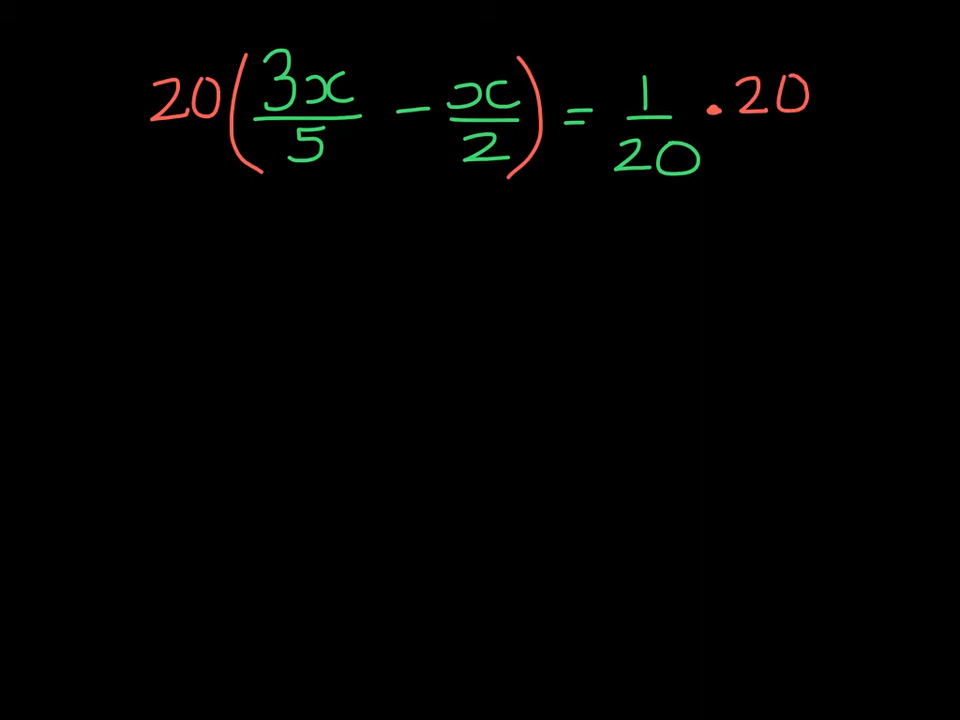 20(3x/5 - x/2) = 1/20 · 20